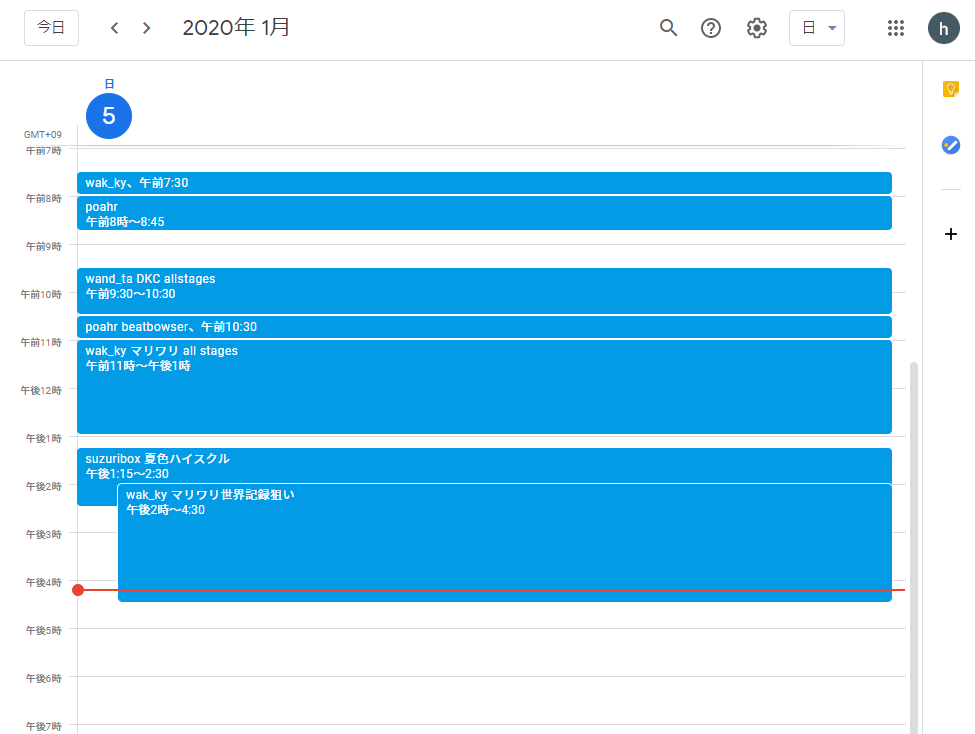 今日
2020年 1月
日
h
日
5
GMT+09
午前7時
wak_ky、午前7:30
午前8時
poahr
午前8時～8:45
午前9時
wand_ta DKC allstages
午前9:30～10:30
午前10時
poahr beatbowser、午前10:30
午前11時
wak_ky マリワリ all stages
午前11時～午後1時
午後12時
午後1時
suzuribox 夏色ハイスクル
午後1:15～2:30
午後2時
wak_ky マリワリ世界記録狙い
午後2時～4:30
午後3時
午後4時
午後5時
午後6時
午後7時